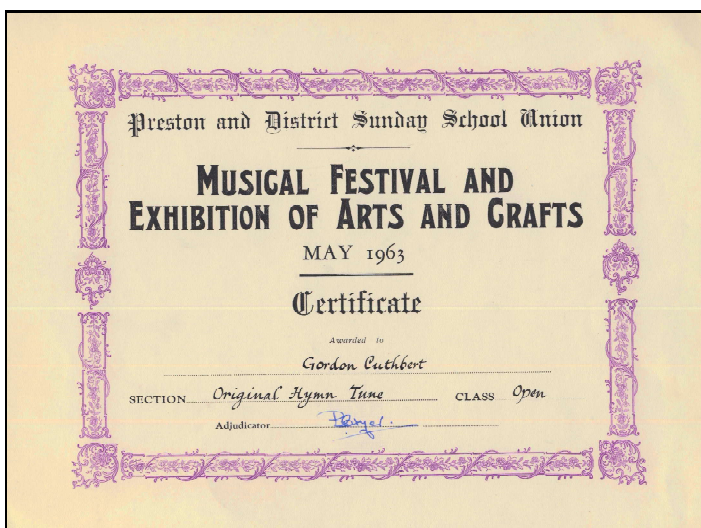 Preston and District Sunday School Union
MUSICAL FESTIVAL AND
EXHIBITION OF ARTS AND CRAFTS
MAY 1963
Certificate
Awarded to
Gordon Cuthbert
SECTION Original Hymn Tune CLASS Open
Adjudicator